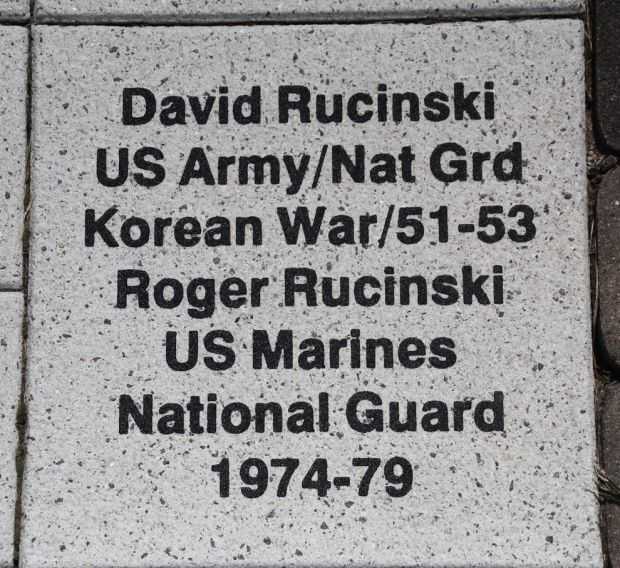 David Rucinski
US Army/Nat Grd
Korean War/51-53
Roger Rucinski
US Marines
National Guard
1974-79